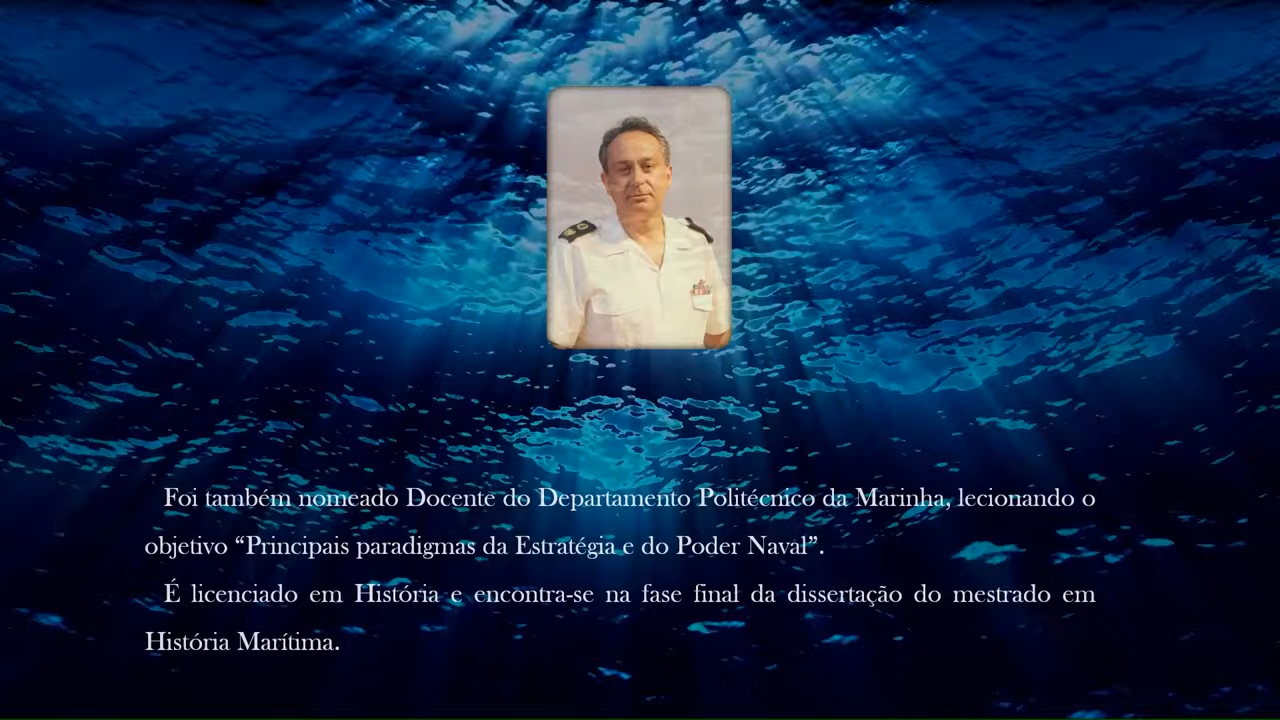 Foi também nomeado Docente do Departamento Politécnico da Marinha, lecionando o
objetivo “Principais paradigmas da Estratégia e do Poder Naval”.
É licenciado em História e encontra-se na fase final da dissertação do mestrado em
História Marítima.